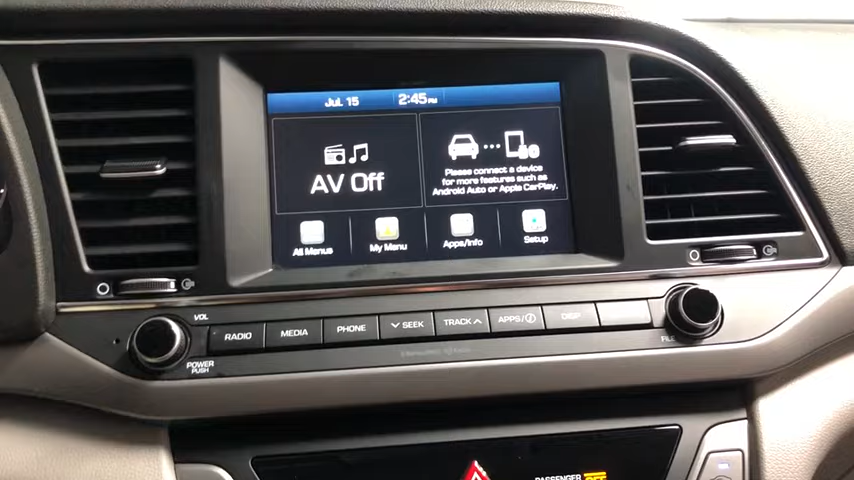 Jul. 15
2:45 PM
AV Off
Please connect a device
for more features such as
Android Auto or Apple CarPlay.
All Menus
My Menu
Apps/Info
Setup
VOL
RADIO
MEDIA
PHONE
SEEK
TRACK
APPS/i
DISP
FILE
POWER
PUSH
PASSENGER
OFF